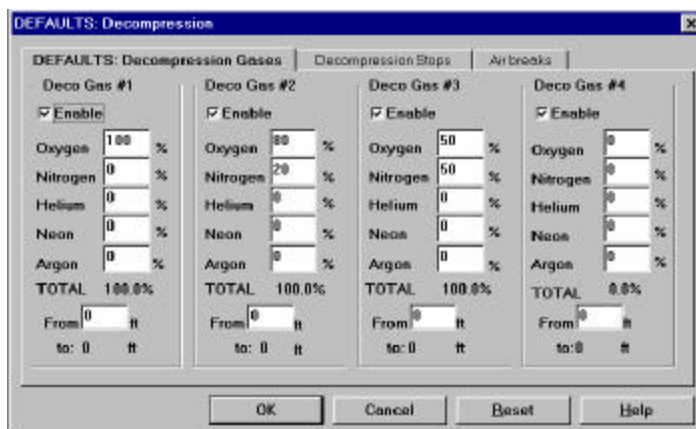 DEFAULTS: Decompression
DEFAULTS: Decompression Gases Decompression Stops Air breaks
Deco Gas #1
Enable
Oxygen 100 %
Nitrogen 0 %
Helium 0 %
Neon 0 %
Argon 0 %
TOTAL 100.0%
From 0 ft
to: 0 ft
Deco Gas #2
Enable
Oxygen 80 %
Nitrogen 20 %
Helium 0 %
Neon 0 %
Argon 0 %
TOTAL 100.0%
From 0 ft
to: 0 ft
Deco Gas #3
Enable
Oxygen 50 %
Nitrogen 50 %
Helium 0 %
Neon 0 %
Argon 0 %
TOTAL 100.0%
From 0 ft
to: 0 ft
Deco Gas #4
Enable
Oxygen 0 %
Nitrogen 0 %
Helium 0 %
Neon 0 %
Argon 0 %
TOTAL 0.0%
From 0 ft
to:0 ft
OK Cancel Reset Help